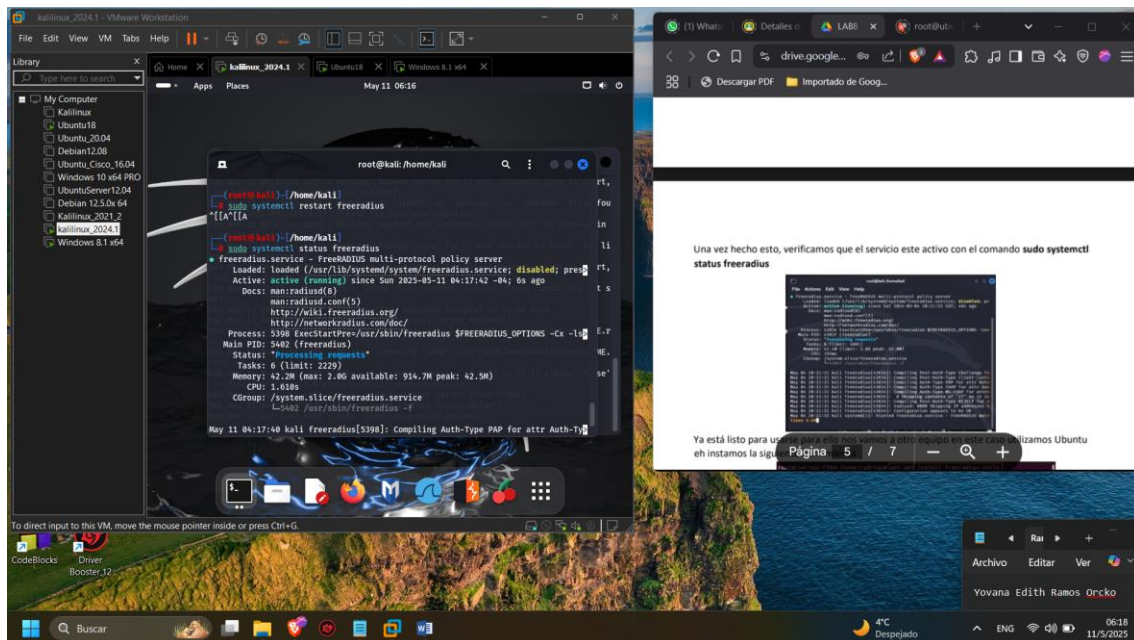 kalilinux_2024.1 - VMware Workstation
File Edit View VM Tabs Help
Library
Type here to search
My Computer
Kalilinux
Ubuntu18
Ubuntu_20.04
Debian12.08
Ubuntu_Cisco_16.04
Windows 10 x64 PRO
UbuntuServer12.04
Debian 12.5.0x 64
Kalilinux_2021_2
kalilinux_2024.1
Windows 8.1 x64
Home kalilinux_2024.1 Ubuntu18 Windows 8.1 x64
Apps Places May 11 06:16
root@kali: /home/kali
(root@kali)-[/home/kali]
# sudo systemctl restart freeradius
^[[A^[[A
(root@kali)-[/home/kali]
# sudo systemctl status freeradius
● freeradius.service - FreeRADIUS multi-protocol policy server
Loaded: loaded (/usr/lib/systemd/system/freeradius.service; disabled; pres>
Active: active (running) since Sun 2025-05-11 04:17:42 -04; 6s ago
Docs: man:radiusd(8)
man:radiusd.conf(5)
http://wiki.freeradius.org/
http://networkradius.com/doc/
Process: 5398 ExecStartPre=/usr/sbin/freeradius $FREERADIUS_OPTIONS -Cx -ls>
Main PID: 5402 (freeradius)
Status: "Processing requests"
Tasks: 6 (limit: 2229)
Memory: 42.2M (max: 2.0G available: 914.7M peak: 42.5M)
CPU: 1.610s
CGroup: /system.slice/freeradius.service
└─5402 /usr/sbin/freeradius -f
May 11 04:17:40 kali freeradius[5398]: Compiling Auth-Type PAP for attr Auth-Ty>
To direct input to this VM, move the mouse pointer inside or press Ctrl+G.
(1) Whats Detalles d LABB root@ubu
drive.google...
Descargar PDF Importado de Goog...
Una vez hecho esto, verificamos que el servicio este activo con el comando sudo systemctl
status freeradius
Ya está listo para usarse para ello nos vamos a otro equipo en este caso utilizamos Ubuntu
eh instamos la
Página 5 / 7
CodeBlocks
Driver
Booster_12
Rar
Archivo Editar Ver
Yovana Edith Ramos Orcko
Buscar
4°C
Despejado
ENG
06:18
11/5/2025